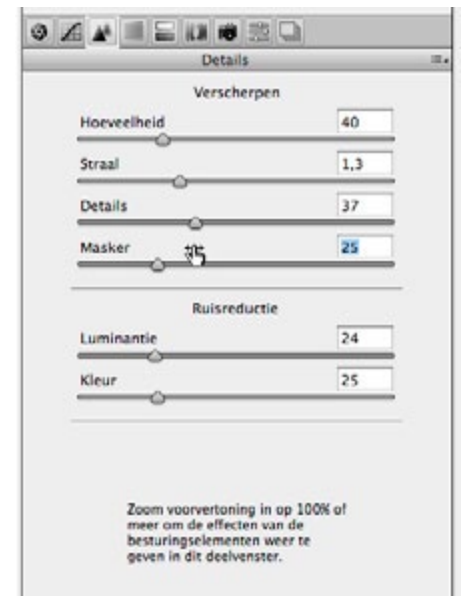 Details
Verscherpen
Hoeveelheid 40
Straal 1,3
Details 37
Masker 25
Ruisreductie
Luminantie 24
Kleur 25
Zoom voorvertoning in op 100% of
meer om de effecten van de
besturingselementen weer te
geven in dit deelvenster.